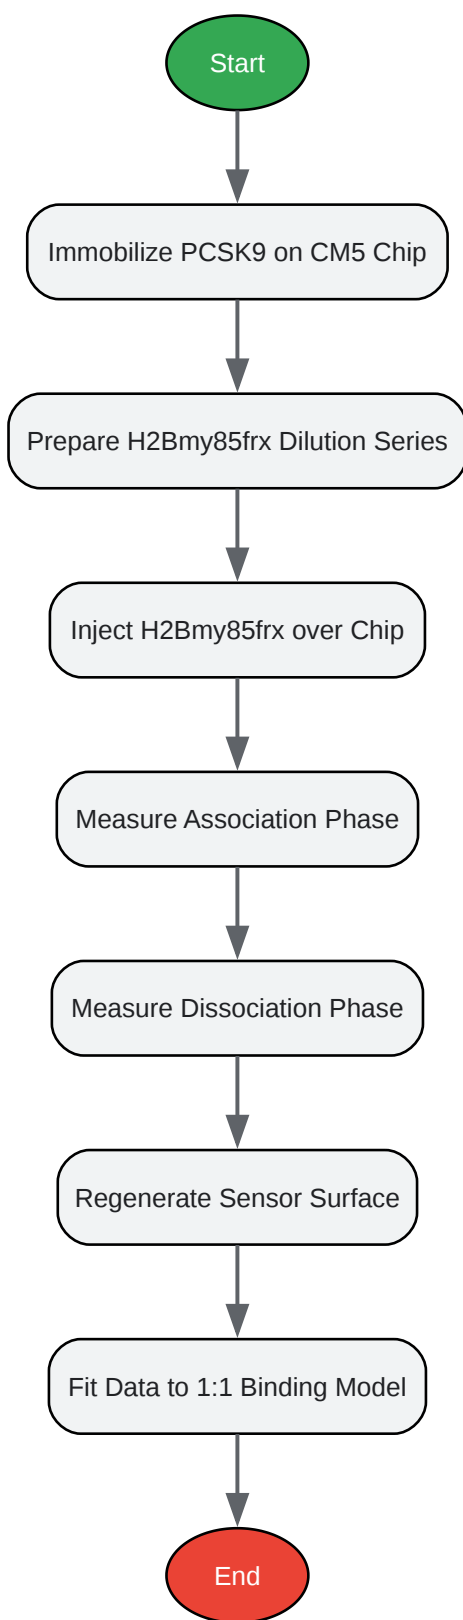 Start
Immobilize PCSK9 on CM5 Chip
Prepare H2Bmy85frx Dilution Series
Inject H2Bmy85frx over Chip
Measure Association Phase
Measure Dissociation Phase
Regenerate Sensor Surface
Fit Data to 1:1 Binding Model
End